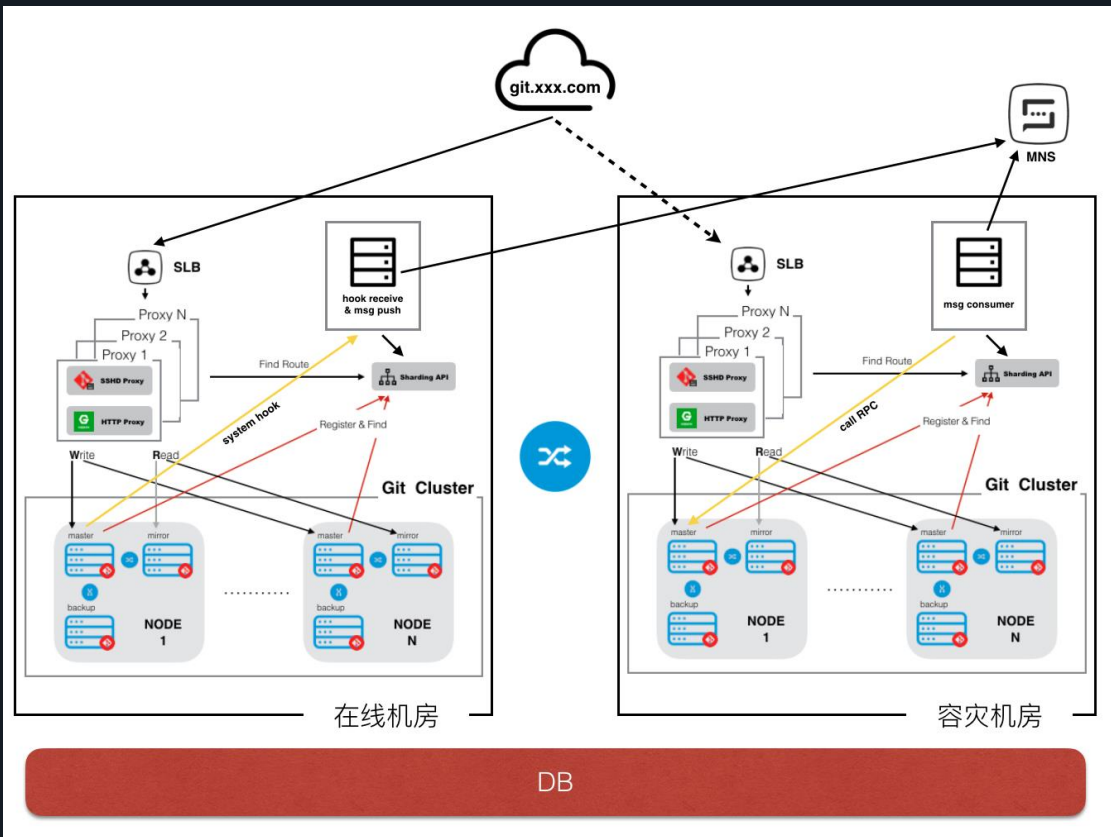 git.xxx.com
MNS
SLB
hook receive
& msg push
Proxy N
Proxy 2
Proxy 1
SSHD Proxy
HTTP Proxy
Find Route
Sharding API
system hook
Register & Find
Write
Read
Git Cluster
master
mirror
backup
NODE
1
............
master
mirror
backup
NODE
N
在线机房
SLB
msg consumer
Proxy N
Proxy 2
Proxy 1
SSHD Proxy
HTTP Proxy
Find Route
Sharding API
call RPC
Register & Find
Write
Read
Git Cluster
master
mirror
backup
NODE
1
............
master
mirror
backup
NODE
N
容灾机房
DB